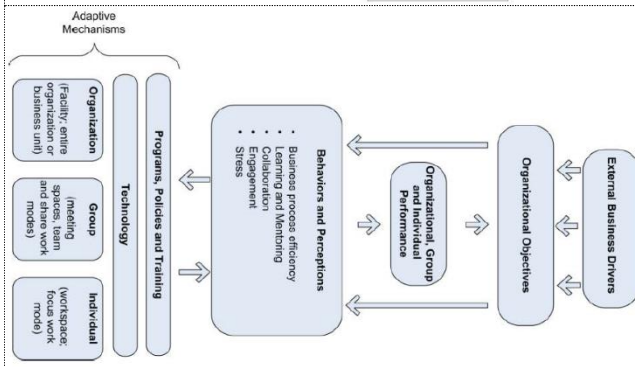 Adaptive
Mechanisms
External Business Drivers
Organizational Objectives
Organizational, Group
and Individual
Performance
Behaviors and Perceptions
• Business process efficiency
• Learning and Mentoring
• Collaboration
• Engagement
• Stress
Programs, Policies and Training
Technology
Organization
(Facility; entire
organization or
business unit)
Group
(meeting
spaces, team
and share work
modes)
Individual
(workspace;
focus work
mode)